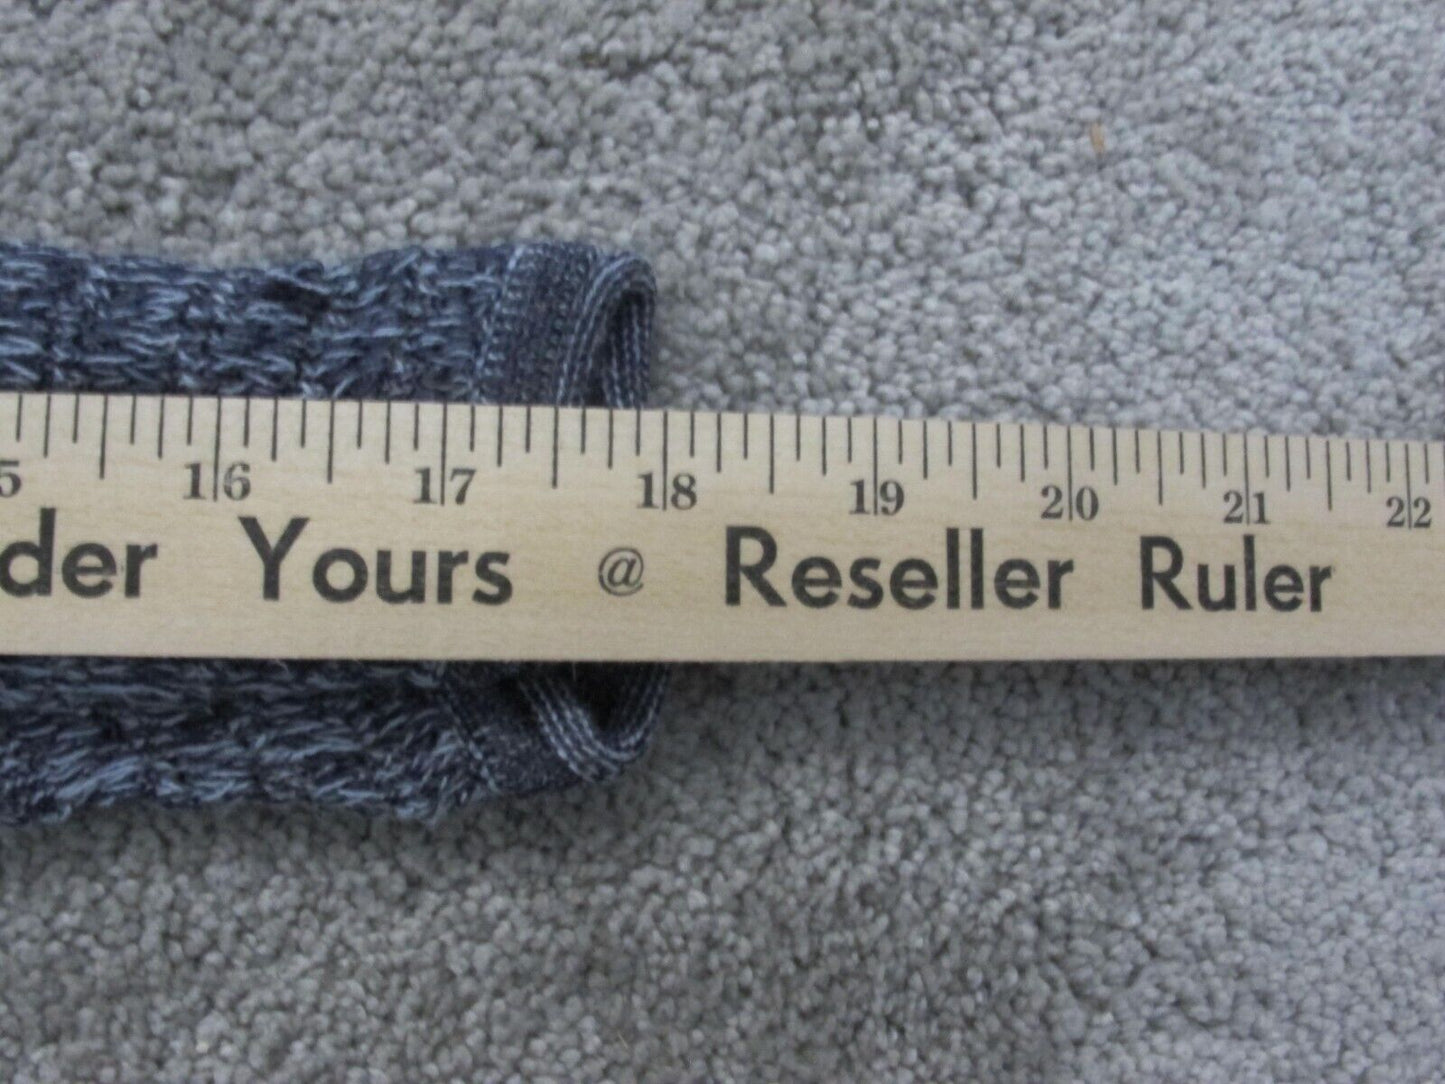 5 16 17 18 19 20 21 22
der Yours @ Reseller Ruler